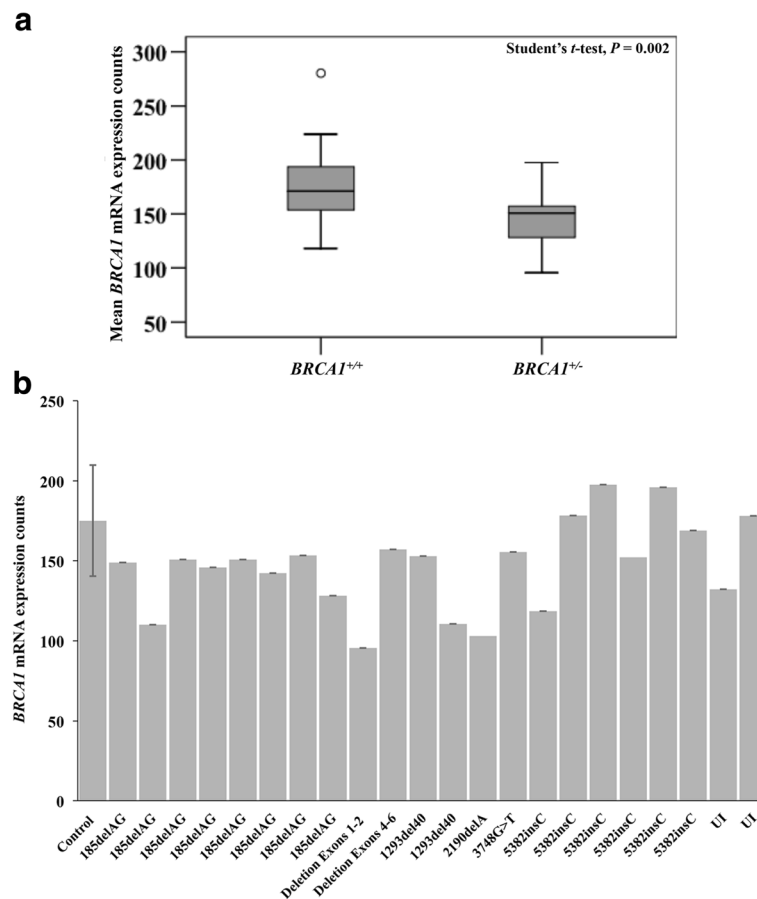 a
Student's t-test, P = 0.002
Mean BRCA1 mRNA expression counts
300
250
200
150
100
50
BRCA1+/+
BRCA1+/-
b
BRCA1 mRNA expression counts
250
200
150
100
50
0
Control
185delAG
185delAG
185delAG
185delAG
185delAG
185delAG
185delAG
185delAG
Deletion Exons 1-2
Deletion Exons 4-6
1293del40
1293del40
2190delA
3748G>T
5382insC
5382insC
5382insC
5382insC
5382insC
5382insC
UI
UI